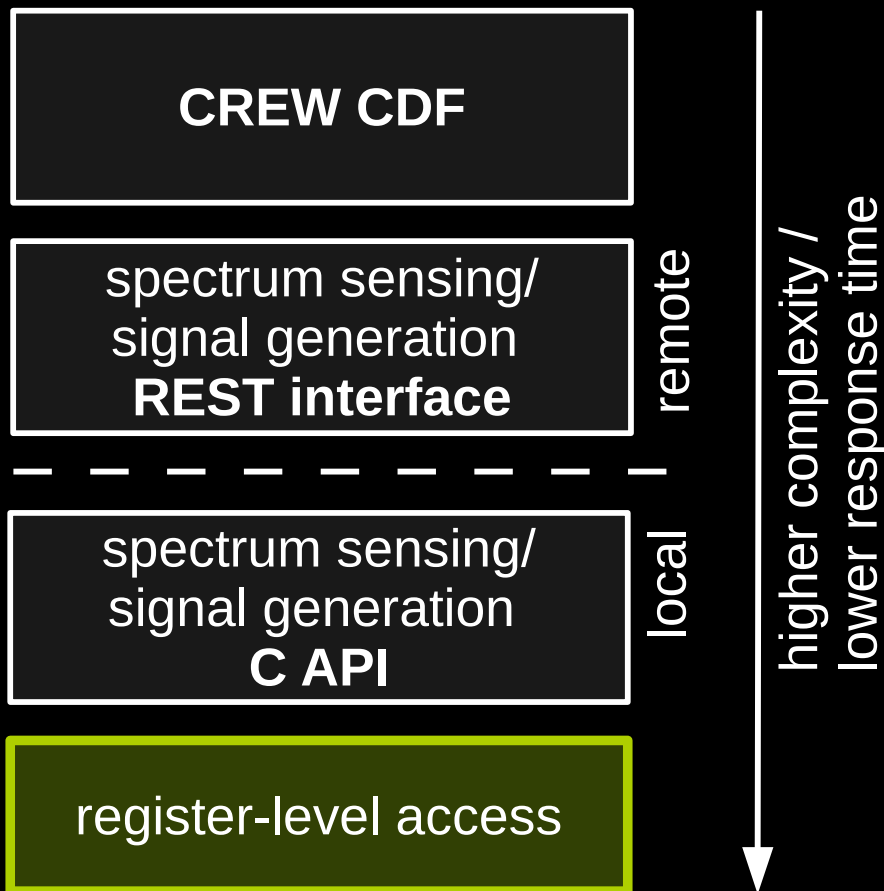 CREW CDF
spectrum sensing/
signal generation
REST interface
remote
spectrum sensing/
signal generation
C API
local
register-level access
higher complexity /
lower response time